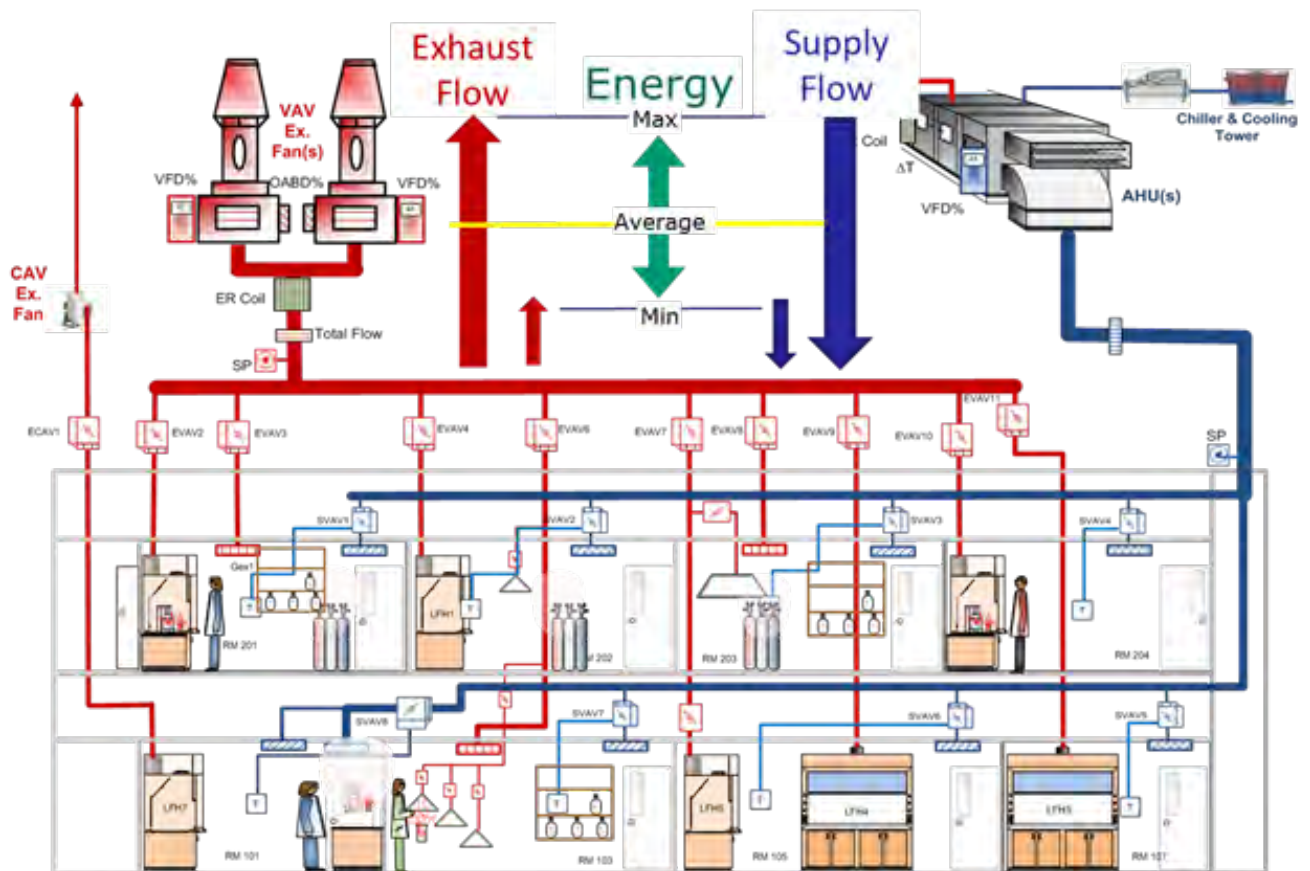 Exhaust
Flow
Energy
Supply
Flow
Max
Average
Min
VAV
Ex.
Fan(s)
VFD%
OABD%
VFD%
CAV
Ex.
Fan
ER Coil
Total Flow
SP
Coil
ΔT
VFD%
AHU(s)
Chiller & Cooling
Tower
ECAV1
EVAV2
EVAV3
EVAV4
EVAV6
EVAV7
EVAV8
EVAV9
EVAV10
EVAV11
SP
SVAV1
SVAV2
SVAV3
SVAV4
Gex1
T
LFH1
T
T
T
RM 201
202
RM 203
RM 204
SVAV8
SVAV7
SVAV6
SVAV5
LFH7
T
T
LFH5
T
LFH4
LFH3
T
RM 101
RM 103
RM 105
RM 107